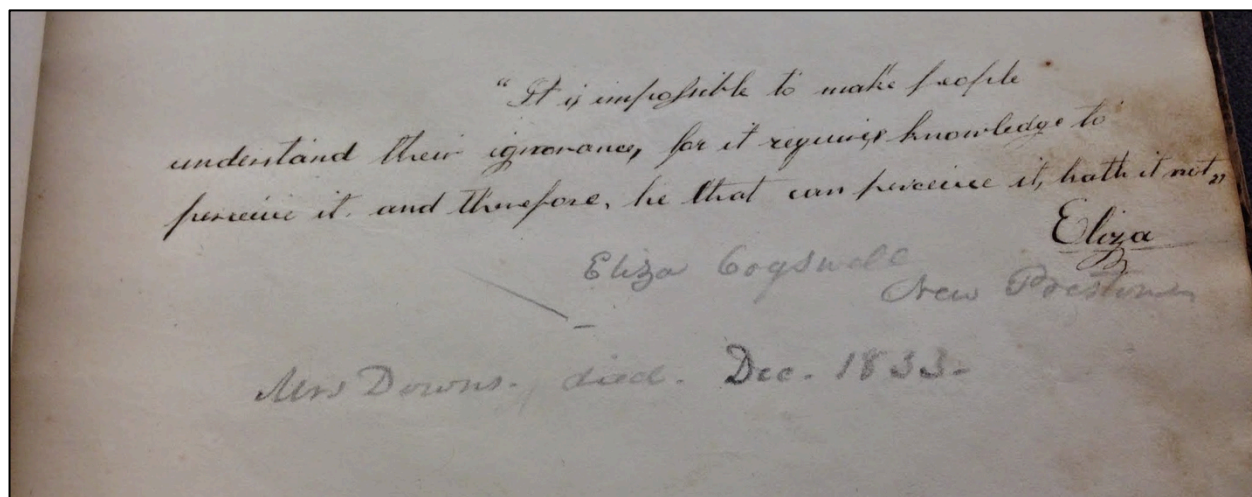 “It is impossible to make people
understand their ignorance, for it requires knowledge to
perceive it. and therefore, he that can perceive it, hath it not,”
Eliza
Eliza Cogswell
New Preston
Mrs Downs. died. Dec. 1833-